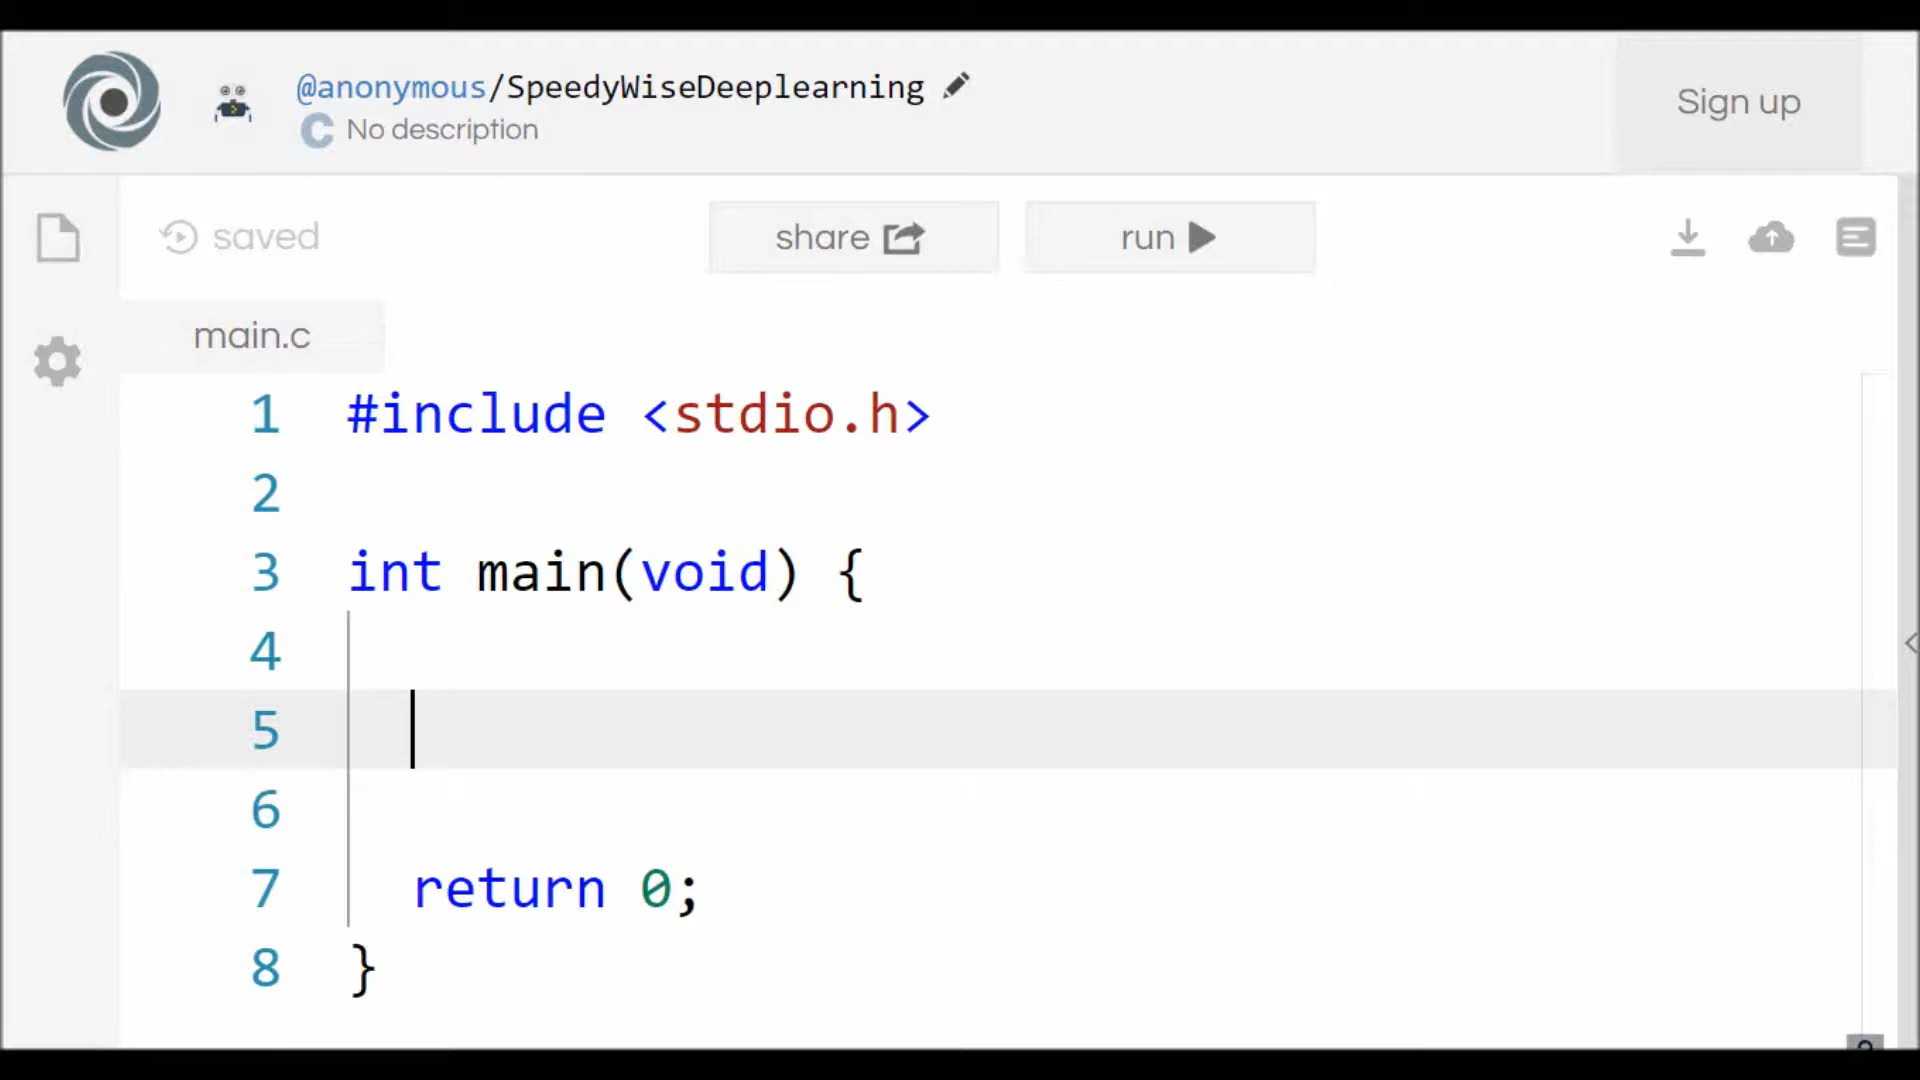 @anonymous/SpeedyWiseDeeplearning
No description
Sign up
saved
share
run
main.c
1 #include <stdio.h>
2
3 int main(void) {
4
5
6
7 return 0;
8 }